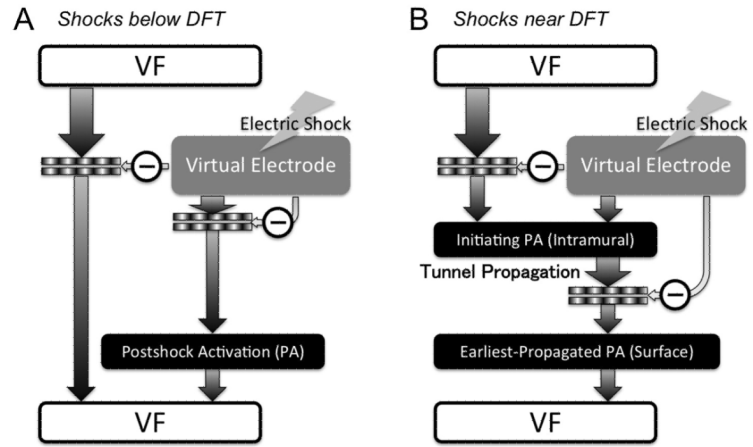 A Shocks below DFT
VF
Electric Shock
Virtual Electrode
Postshock Activation (PA)
VF
B Shocks near DFT
VF
Electric Shock
Virtual Electrode
Initiating PA (Intramural)
Tunnel Propagation
Earliest-Propagated PA (Surface)
VF